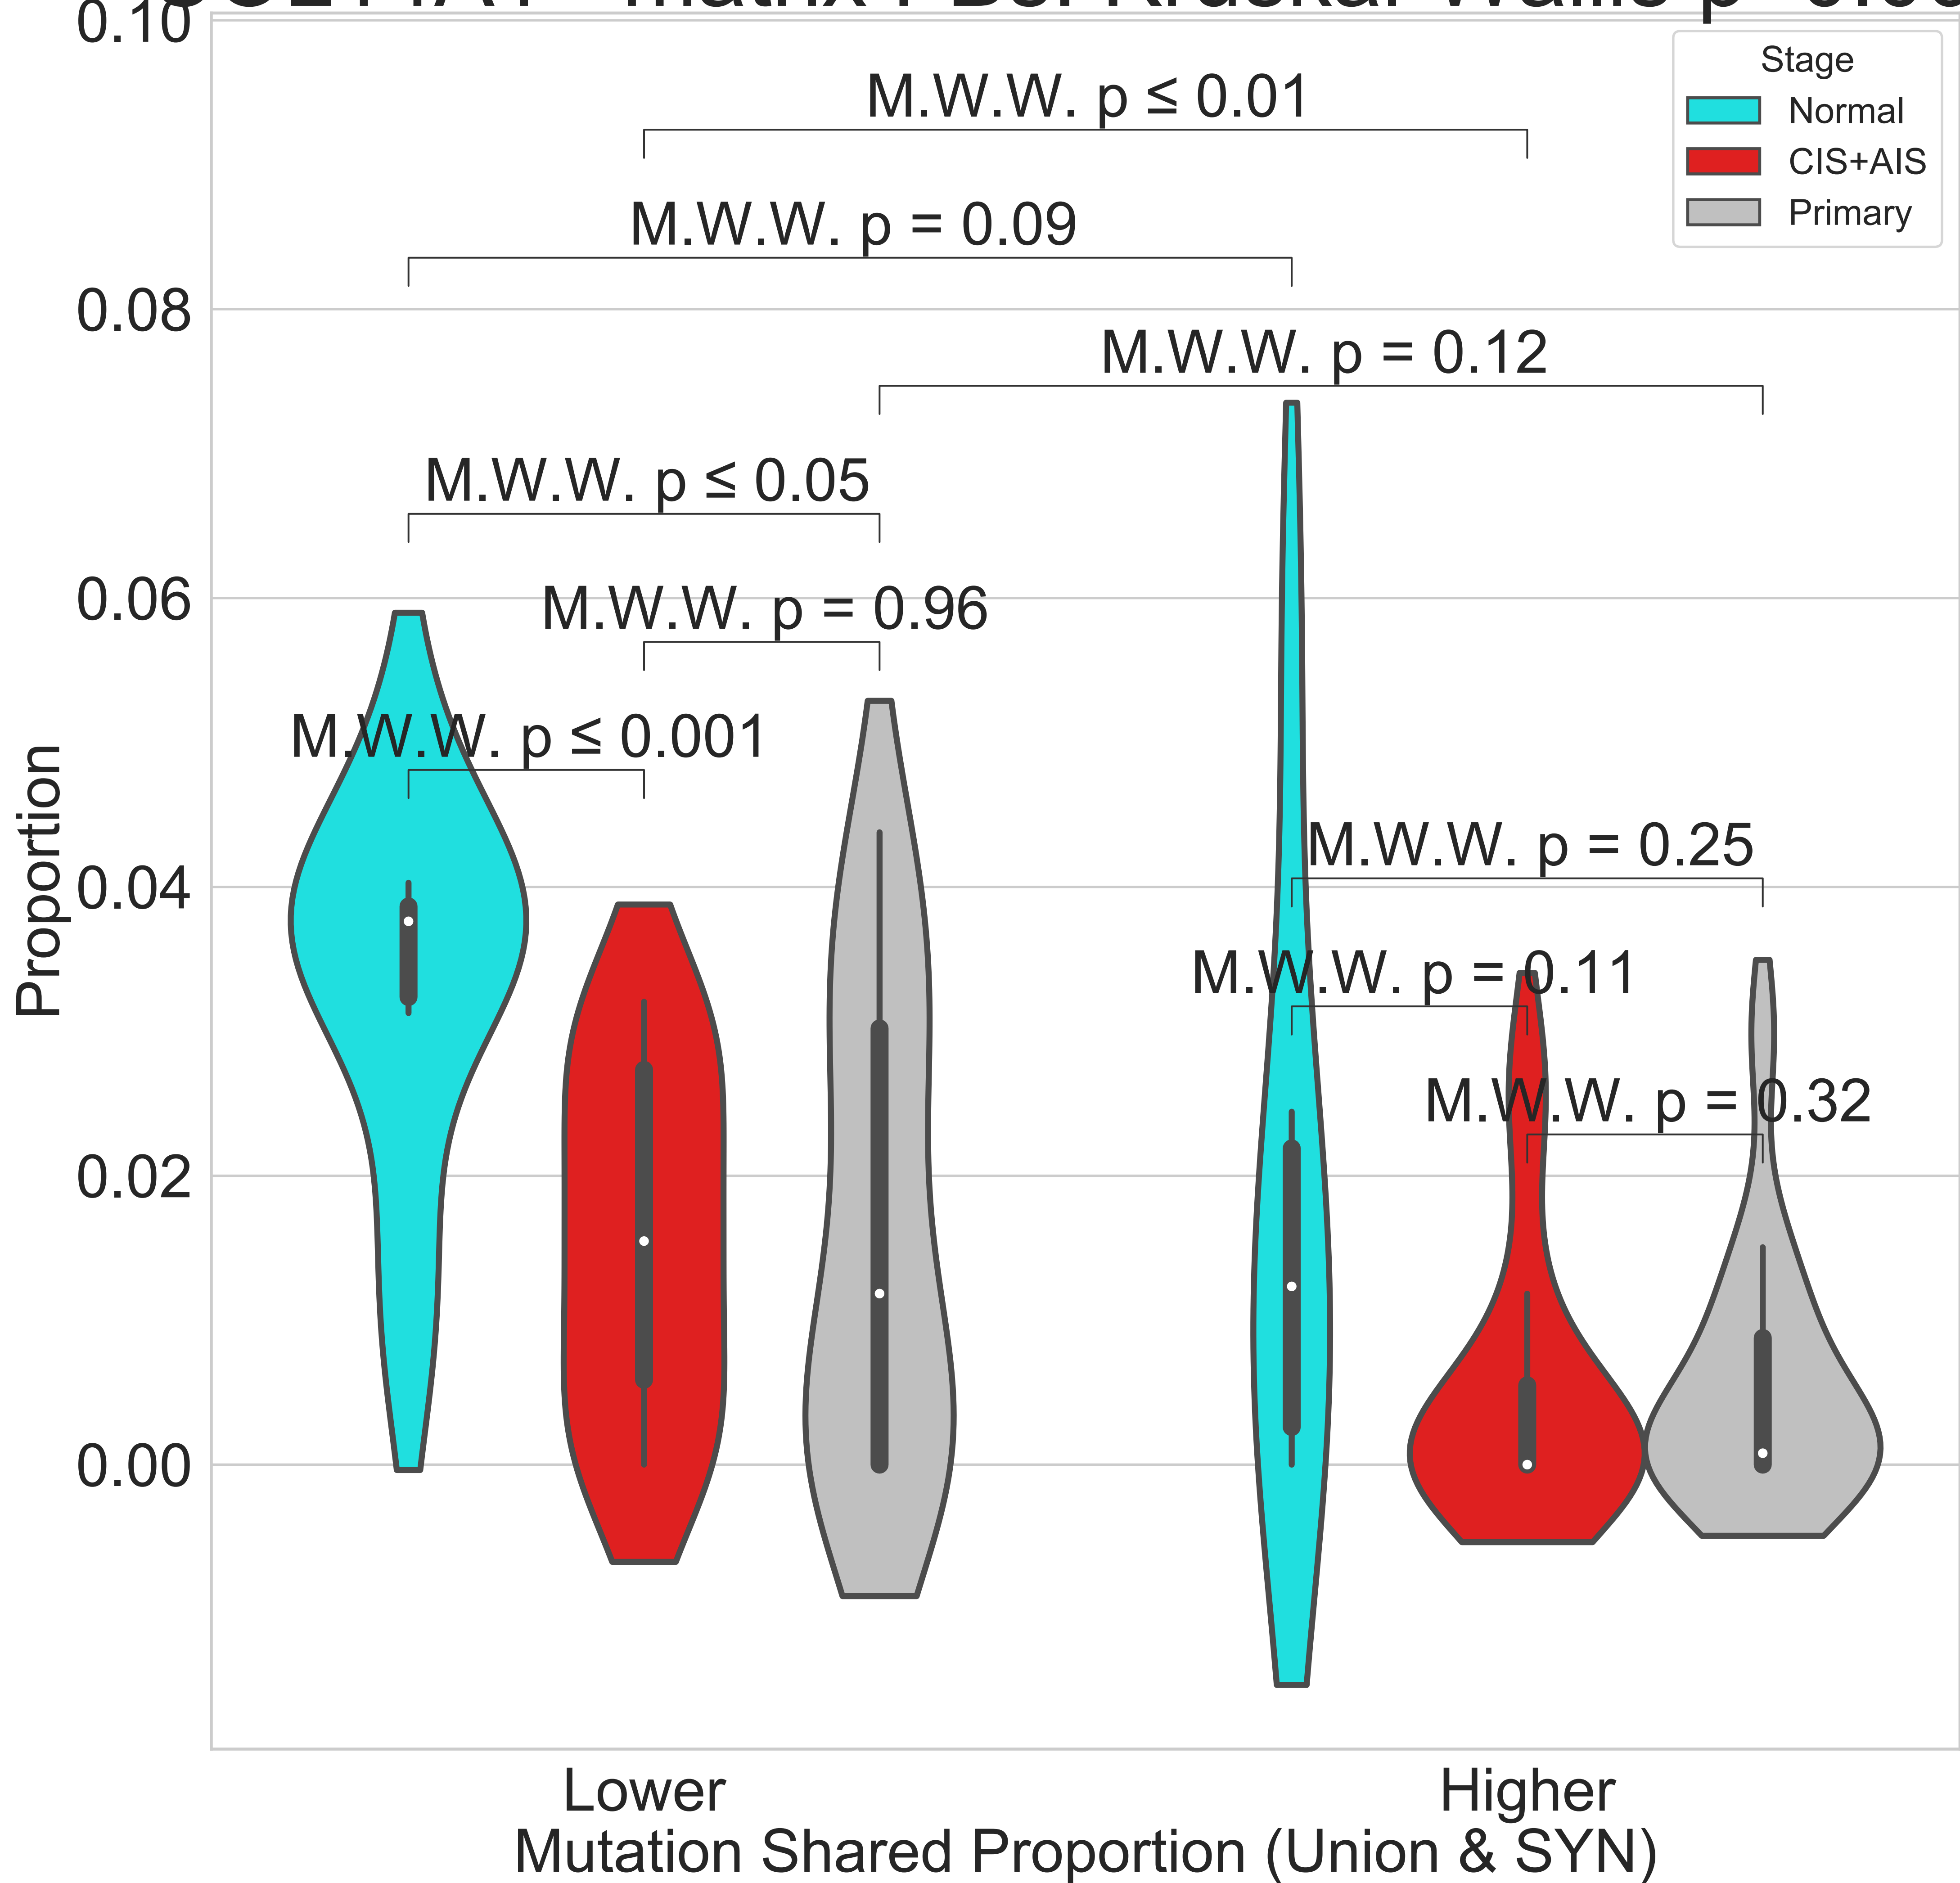 0.10
M.W.W. p ≤ 0.01
Stage
Normal
CIS+AIS
Primary
M.W.W. p = 0.09
0.08
M.W.W. p = 0.12
M.W.W. p ≤ 0.05
0.06
M.W.W. p = 0.96
M.W.W. p ≤ 0.001
M.W.W. p = 0.25
0.04
Proportion
M.W.W. p = 0.11
M.W.W. p = 0.32
0.02
0.00
Lower
Higher
Mutation Shared Proportion (Union & SYN)